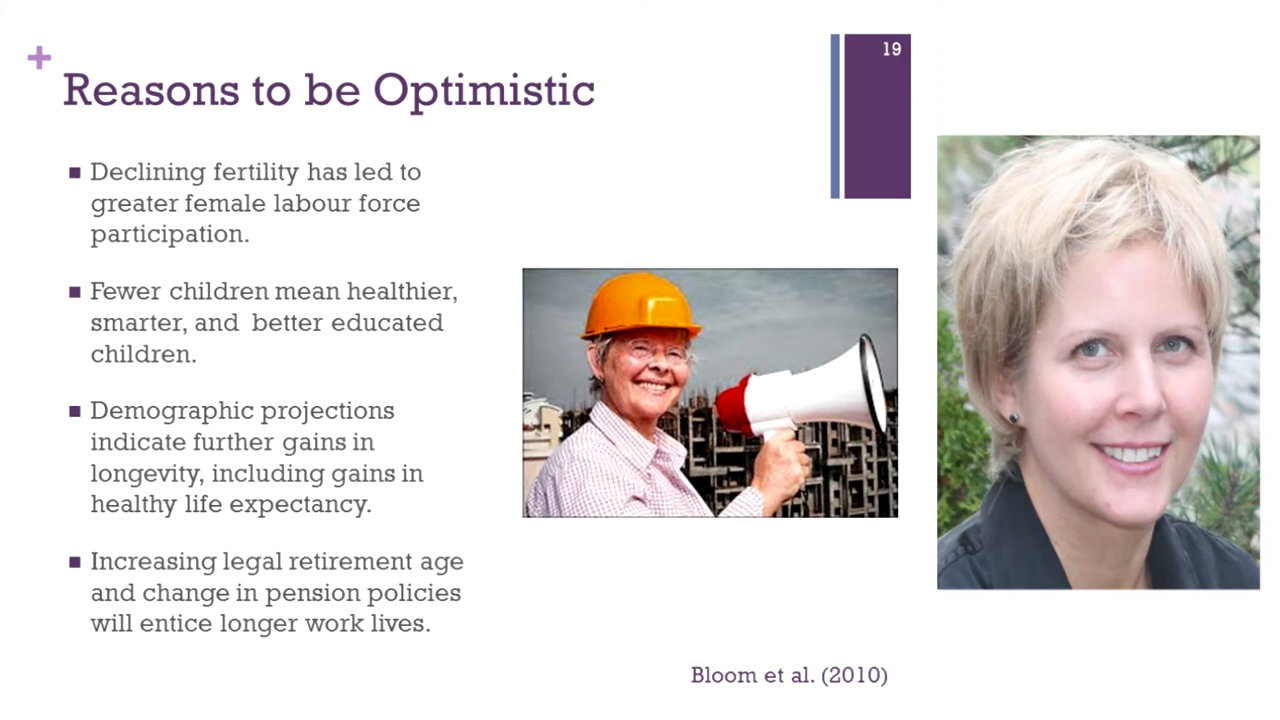 +
19
Reasons to be Optimistic
■ Declining fertility has led to
greater female labour force
participation.
■ Fewer children mean healthier,
smarter, and better educated
children.
■ Demographic projections
indicate further gains in
longevity, including gains in
healthy life expectancy.
■ Increasing legal retirement age
and change in pension policies
will entice longer work lives.
Bloom et al. (2010)